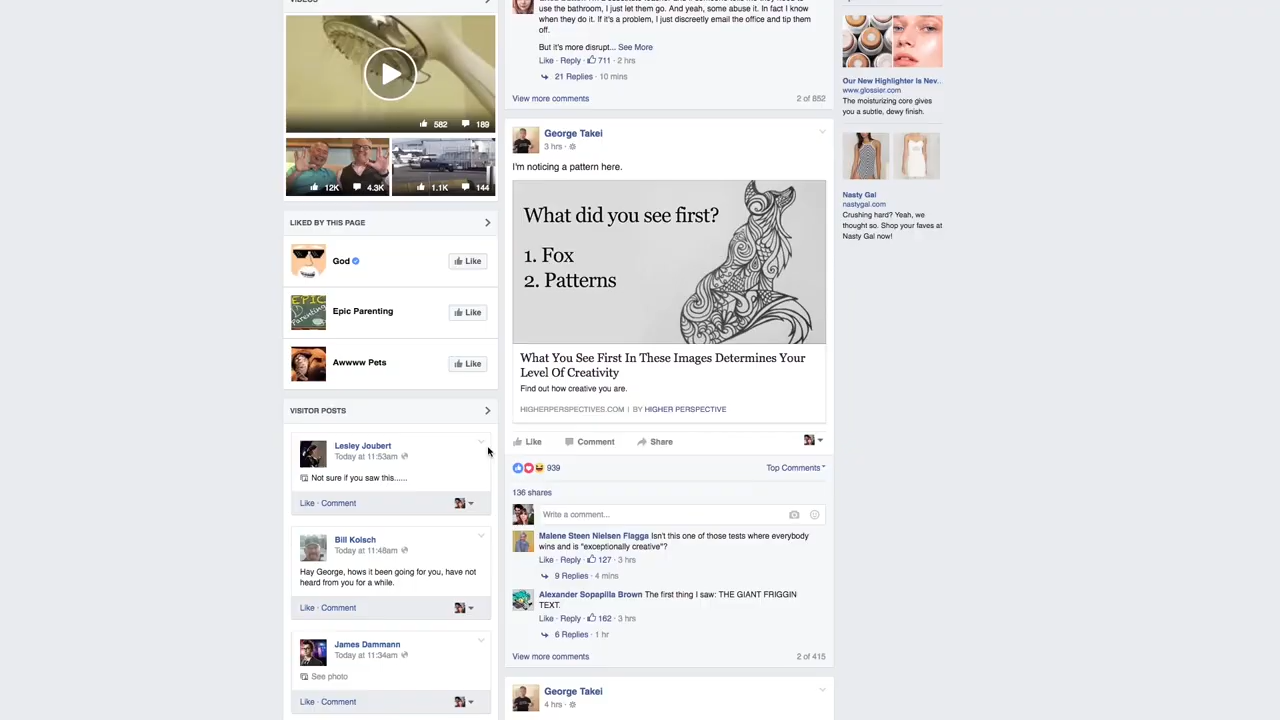 VIDEOS
582 189
12K 4.3K 1.1K 144
LIKED BY THIS PAGE
God
Like
EPIC
Parenting
Epic Parenting
Like
Awwww Pets
Like
VISITOR POSTS
Lesley Joubert
Today at 11:53am
Not sure if you saw this......
Like · Comment
Bill Kolsch
Today at 11:48am
Hay George, hows it been going for you, have not
heard from you for a while.
Like · Comment
James Dammann
Today at 11:34am
See photo
Like · Comment
use the bathroom, I just let them go. And yeah, some abuse it. In fact I know
when they do it. If it's a problem, I just discreetly email the office and tip them
off.
But it's more disrupt... See More
Like · Reply · 711 · 2 hrs
21 Replies · 10 mins
View more comments 2 of 852
George Takei
3 hrs ·
I'm noticing a pattern here.
What did you see first?
1. Fox
2. Patterns
What You See First In These Images Determines Your
Level Of Creativity
Find out how creative you are.
HIGHERPERSPECTIVES.COM | BY HIGHER PERSPECTIVE
Like Comment Share
939 Top Comments
136 shares
Write a comment...
Malene Steen Nielsen Flagga Isn't this one of those tests where everybody
wins and is "exceptionally creative"?
Like · Reply · 127 · 3 hrs
9 Replies · 4 mins
Alexander Sopapilla Brown The first thing I saw: THE GIANT FRIGGIN
TEXT.
Like · Reply · 162 · 3 hrs
6 Replies · 1 hr
View more comments 2 of 415
George Takei
4 hrs ·
Our New Highlighter Is Nev...
www.glossier.com
The moisturizing core gives
you a subtle, dewy finish.
Nasty Gal
nastygal.com
Crushing hard? Yeah, we
thought so. Shop your faves at
Nasty Gal now!